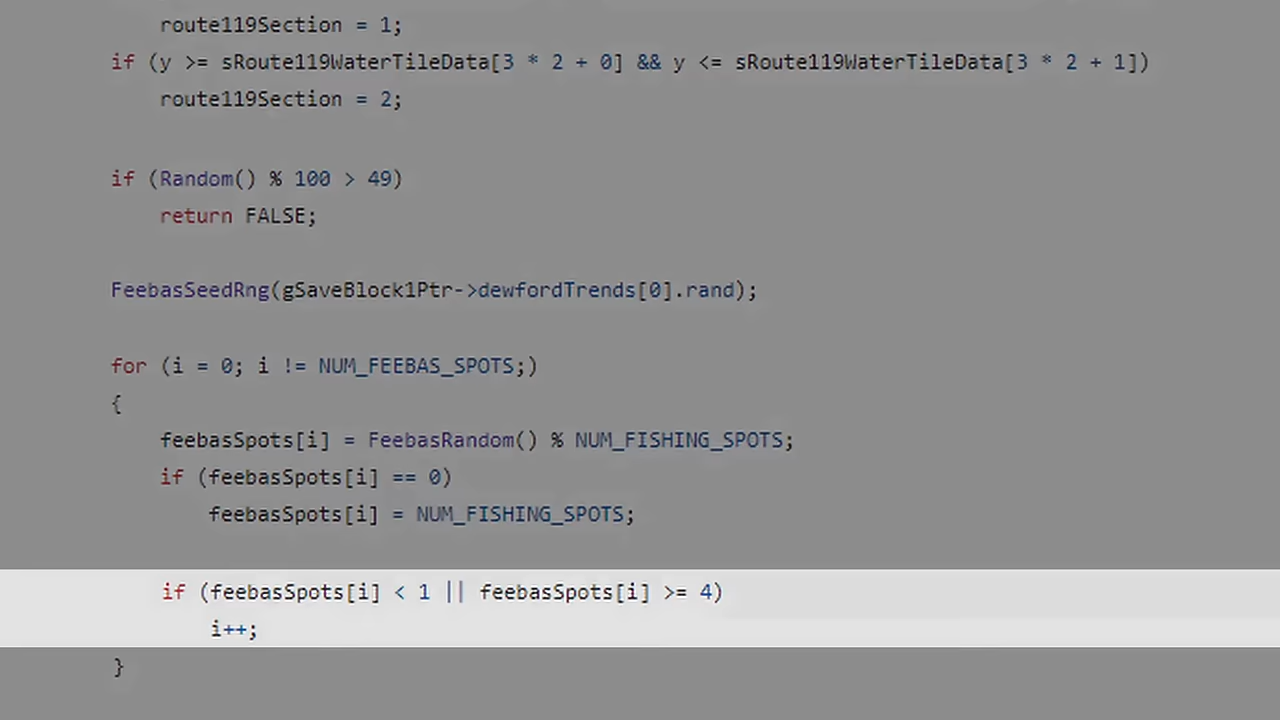 route119Section = 1;
if (y >= sRoute119WaterTileData[3 * 2 + 0] && y <= sRoute119WaterTileData[3 * 2 + 1])
route119Section = 2;
if (Random() % 100 > 49)
return FALSE;
FeebasSeedRng(gSaveBlock1Ptr->dewfordTrends[0].rand);
for (i = 0; i != NUM_FEEBAS_SPOTS;)
{
feebasSpots[i] = FeebasRandom() % NUM_FISHING_SPOTS;
if (feebasSpots[i] == 0)
feebasSpots[i] = NUM_FISHING_SPOTS;
if (feebasSpots[i] < 1 || feebasSpots[i] >= 4)
i++;
}